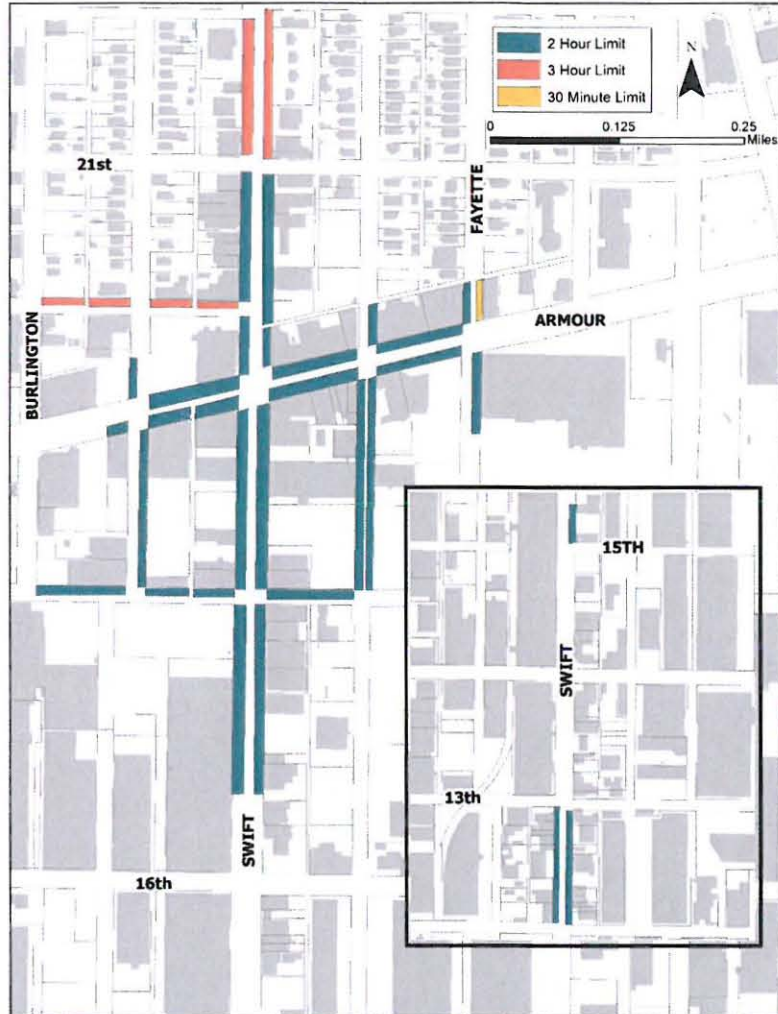 2 Hour Limit
3 Hour Limit
30 Minute Limit
N
0 0.125 0.25
Miles
21st
FAYETTE
BURLINGTON
ARMOUR
15TH
SWIFT
13th
SWIFT
16th